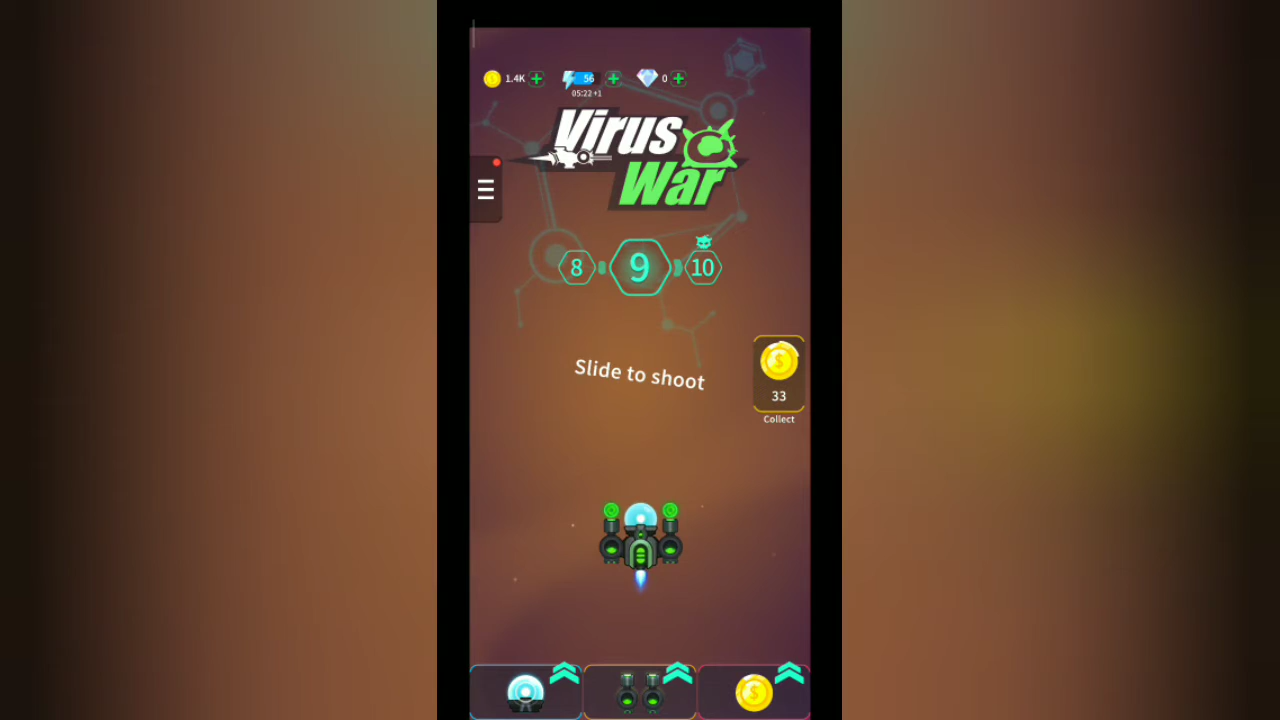 1.4K
56
0
05:22 +1
Virus
War
8
9
10
Slide to shoot
33
Collect